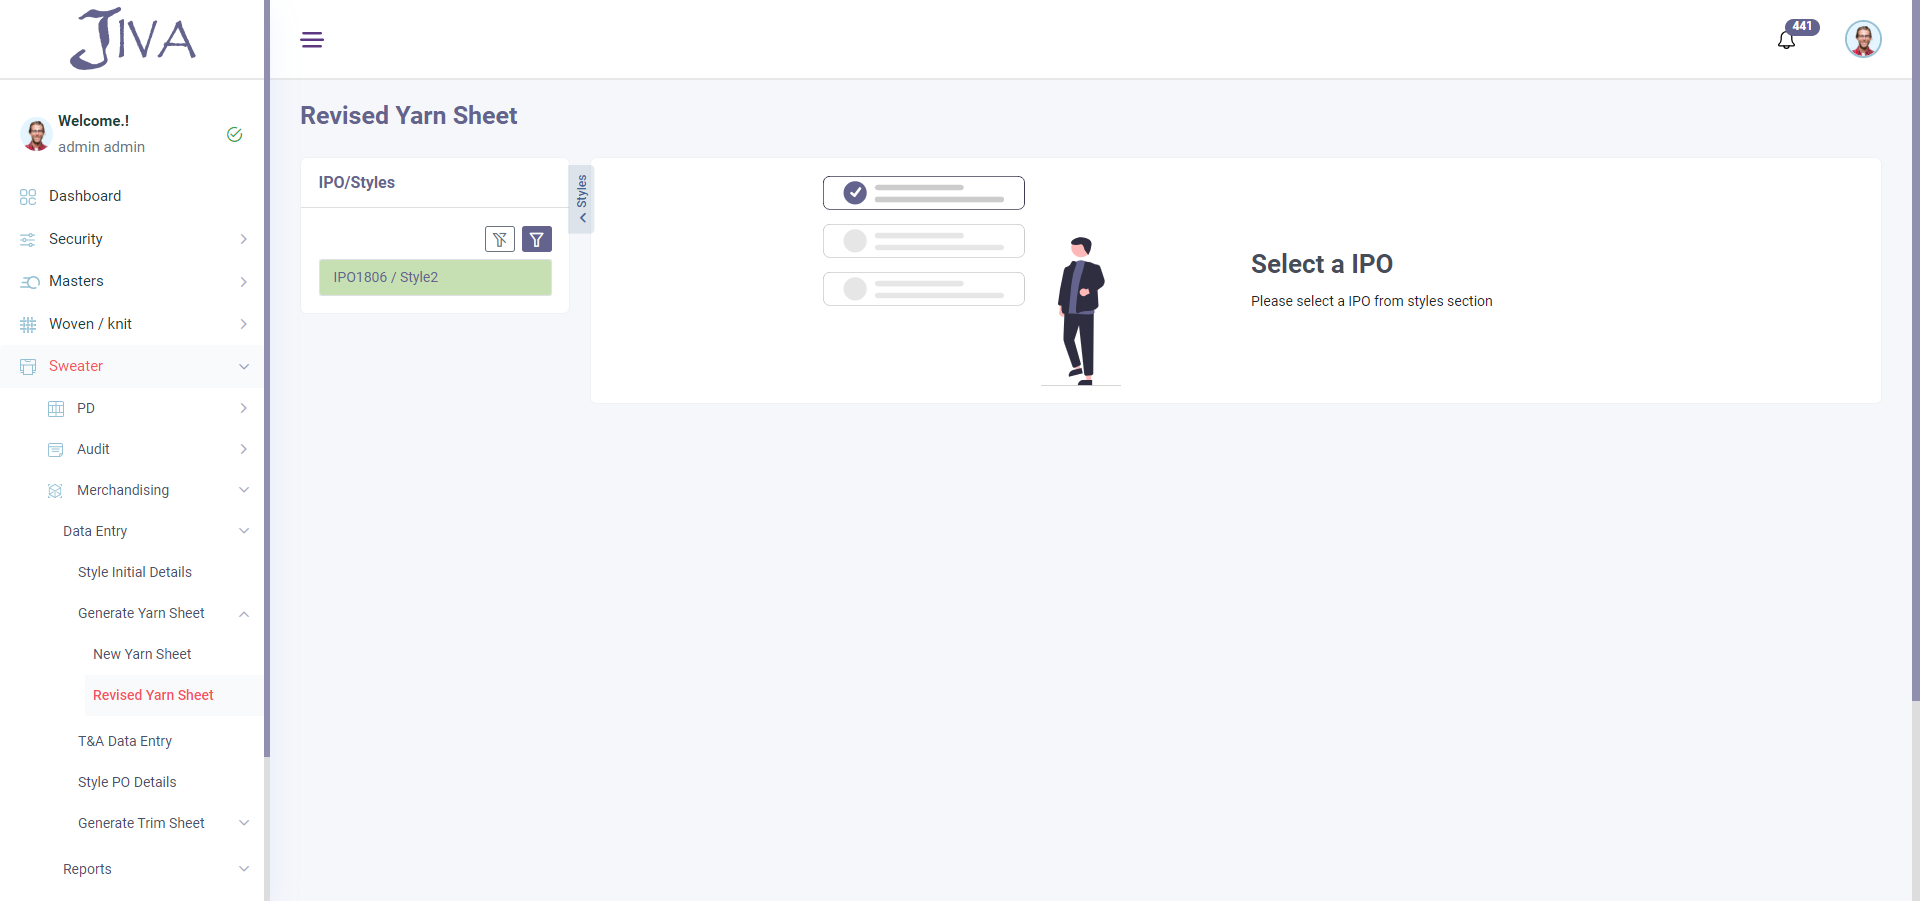 JIVA
441
Welcome.!
admin admin
Dashboard
Security
Masters
Woven / knit
Sweater
PD
Audit
Merchandising
Data Entry
Style Initial Details
Generate Yarn Sheet
New Yarn Sheet
Revised Yarn Sheet
T&A Data Entry
Style PO Details
Generate Trim Sheet
Reports
Revised Yarn Sheet
IPO/Styles
Styles
IPO1806 / Style2
Select a IPO
Please select a IPO from styles section